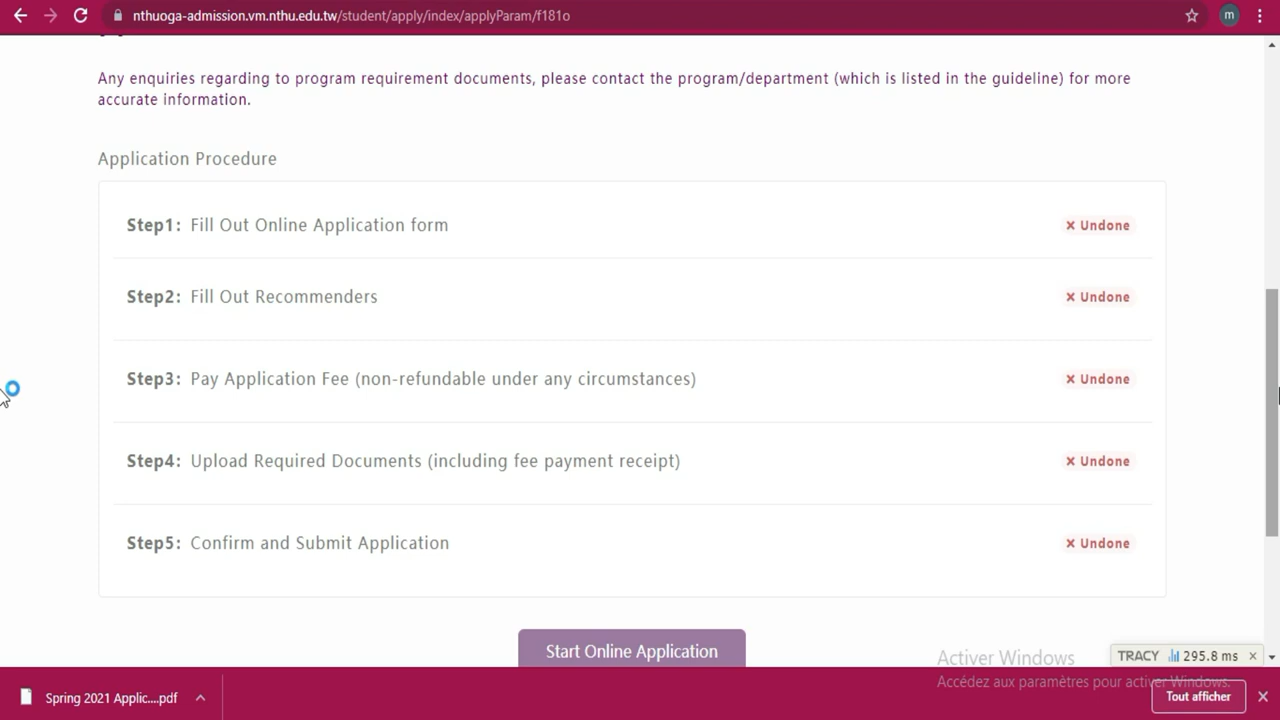 nthuoga-admission.vm.nthu.edu.tw/student/apply/index/applyParam/f181o
m
Any enquiries regarding to program requirement documents, please contact the program/department (which is listed in the guideline) for more
accurate information.
Application Procedure
Step1: Fill Out Online Application form
× Undone
Step2: Fill Out Recommenders
× Undone
Step3: Pay Application Fee (non-refundable under any circumstances)
× Undone
Step4: Upload Required Documents (including fee payment receipt)
× Undone
Step5: Confirm and Submit Application
× Undone
Start Online Application
Activer Windows
Accédez aux paramètres pour activer Windows.
TRACY 295.8 ms ×
Spring 2021 Applic....pdf
Tout afficher